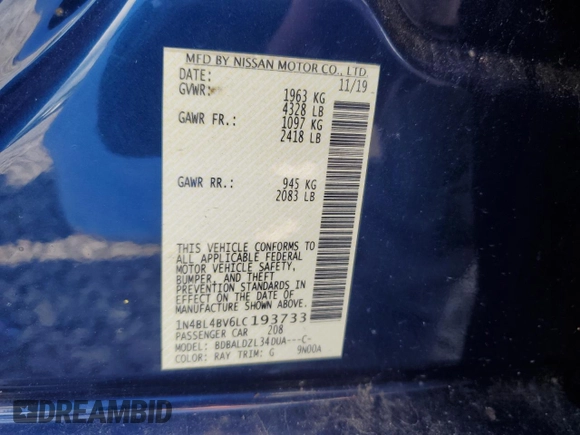 MFD BY NISSAN MOTOR CO., LTD.
DATE: 11/19
GVWR: 1963 KG
4328 LB
GAWR FR.: 1097 KG
2418 LB
GAWR RR.: 945 KG
2083 LB
THIS VEHICLE CONFORMS TO
ALL APPLICABLE FEDERAL
MOTOR VEHICLE SAFETY,
BUMPER, AND THEFT
PREVENTION STANDARDS IN
EFFECT ON THE DATE OF
MANUFACTURE SHOWN ABOVE.
1N4BL4BV6LC193733
PASSENGER CAR 208
MODEL: BDBALDZL34DUA---C-
COLOR: RAY TRIM: G 9N00A
DREAMBID